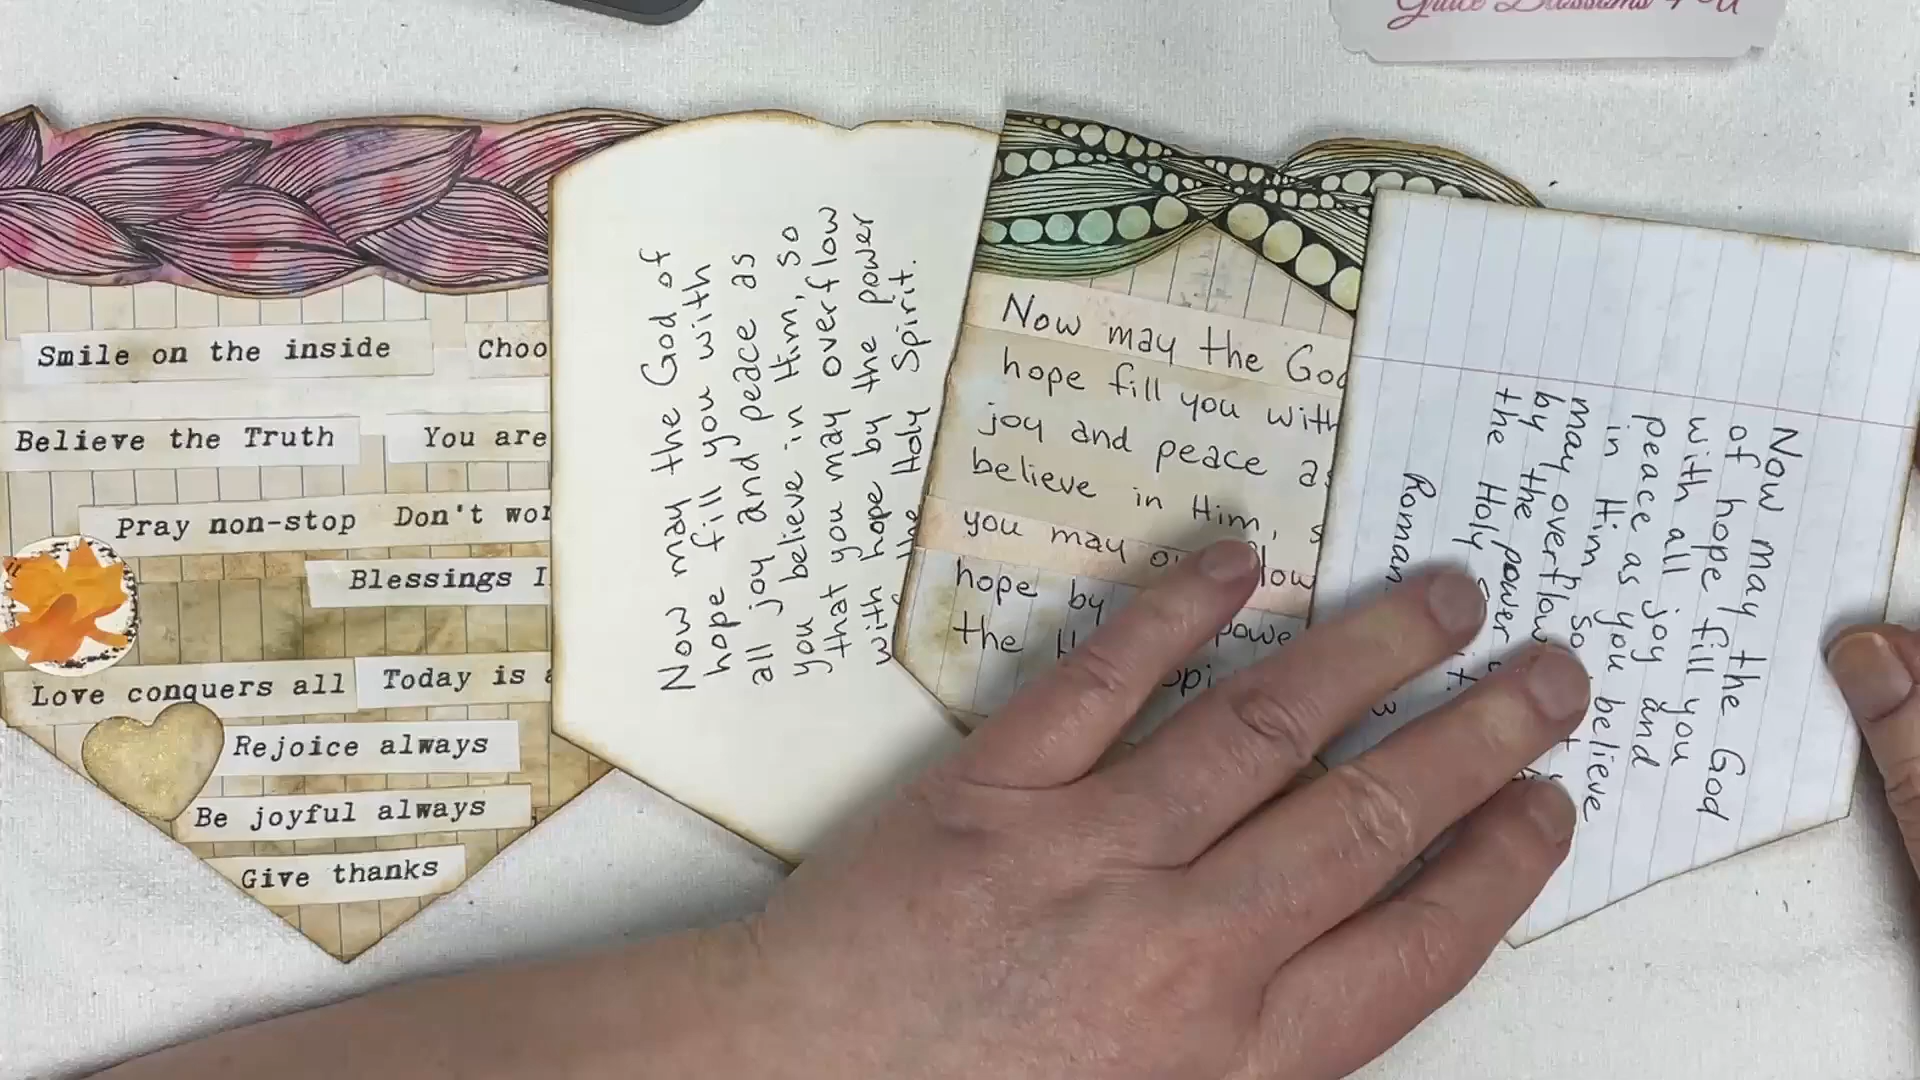 Smile on the inside
Choo
Believe the Truth
You are
Pray non-stop
Don't wor
Blessings I
Love conquers all
Today is
Rejoice always
Be joyful always
Give thanks
Now may the God of
hope fill you with
all joy and peace as
you believe in Him, so
that you may overflow
with hope by the power
the Holy Spirit.
Now may the God
hope fill you with
joy and peace as
believe in Him, s
you may
hope by powe
the
Now may the God
of hope fill you
with all joy and
peace as you believe
in Him, so
may overflow
by the power
the Holy
Roman